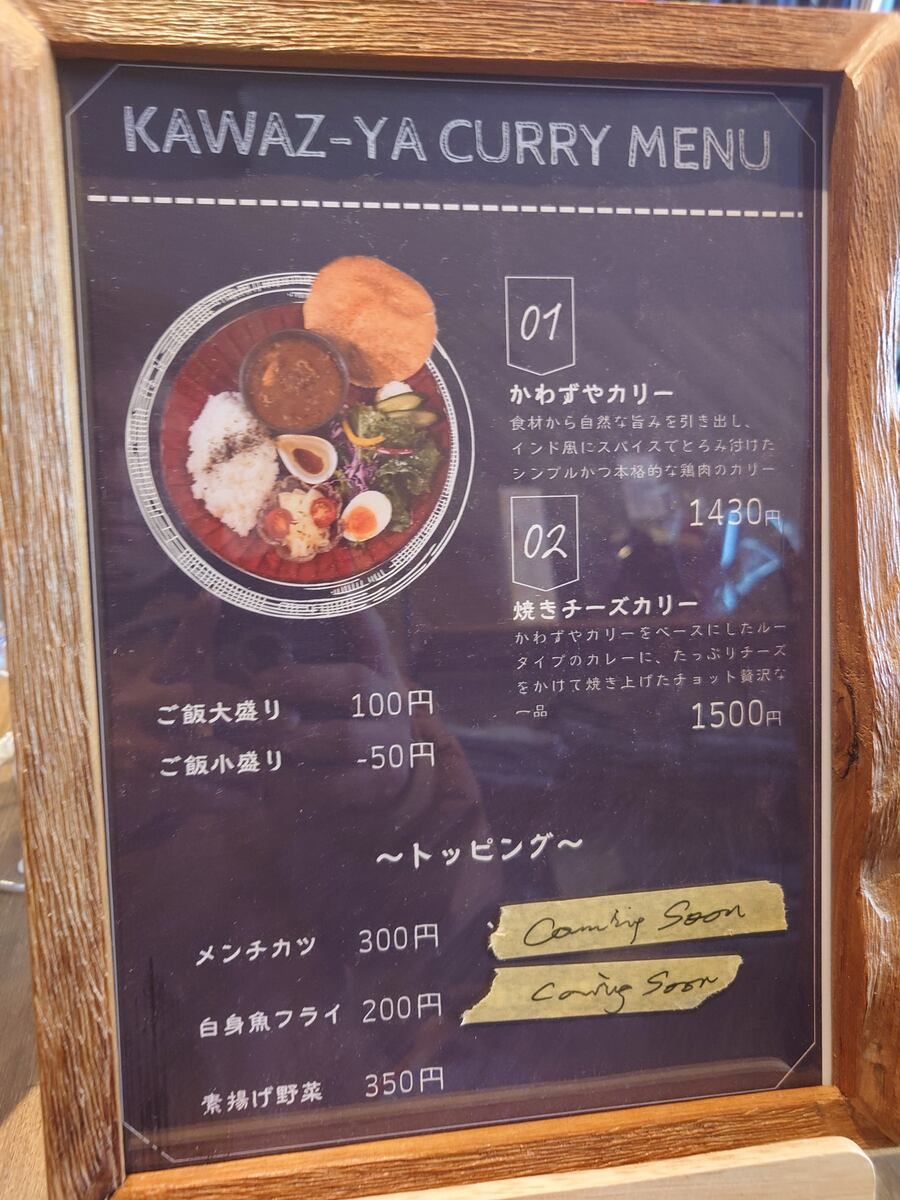 KAWAZ-YA CURRY MENU
01
かわずやカリー
食材から自然な旨みを引き出し、
インド風にスパイスでとろみ付けた
シンプルかつ本格的な鶏肉のカリー
1430円
02
焼きチーズカリー
かわずやカリーをベースにしたルー
タイプのカレーに、たっぷりチーズ
をかけて焼き上げたチョット贅沢な
一品
1500円
ご飯大盛り 100円
ご飯小盛り -50円
〜トッピング〜
メンチカツ 300円
Coming Soon
白身魚フライ 200円
Coming Soon
素揚げ野菜 350円